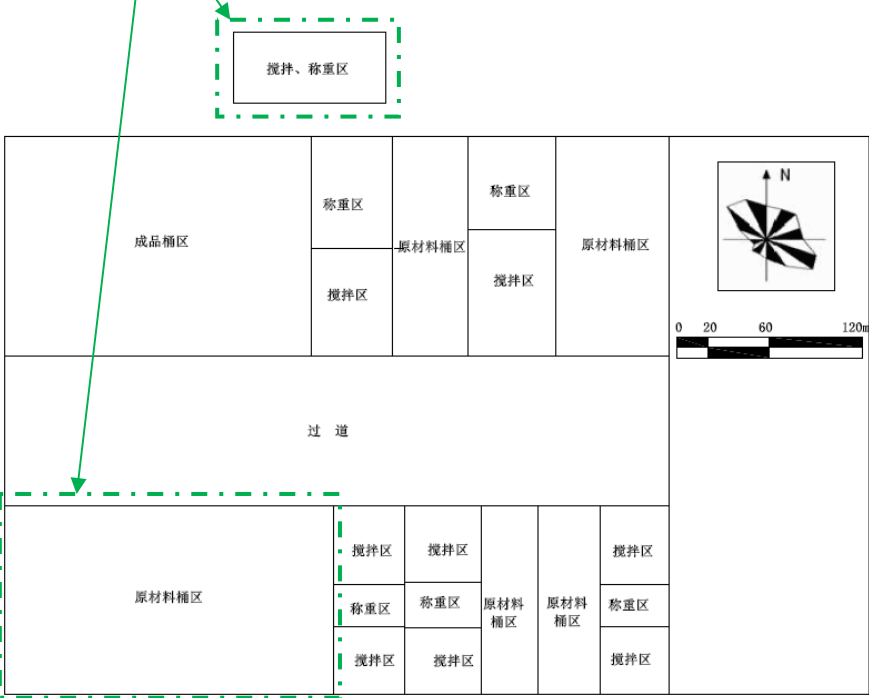 搅拌、称重区
N
成品桶区
称重区
搅拌区
原材料桶区
称重区
搅拌区
原材料桶区
0 20 60 120m
过 道
原材料桶区
搅拌区
称重区
搅拌区
搅拌区
称重区
搅拌区
原材料
桶区
原材料
桶区
搅拌区
称重区
搅拌区